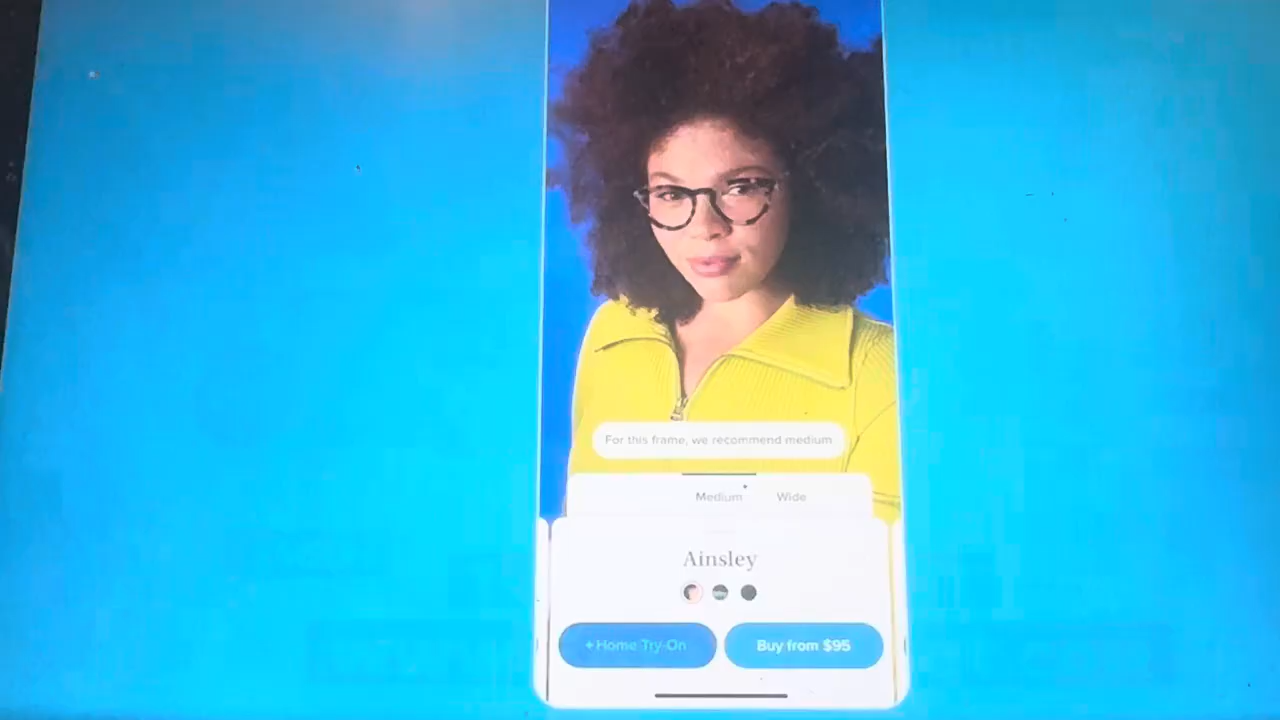 For this frame, we recommend medium
Medium Wide
Ainsley
+ Home Try-On Buy from $95